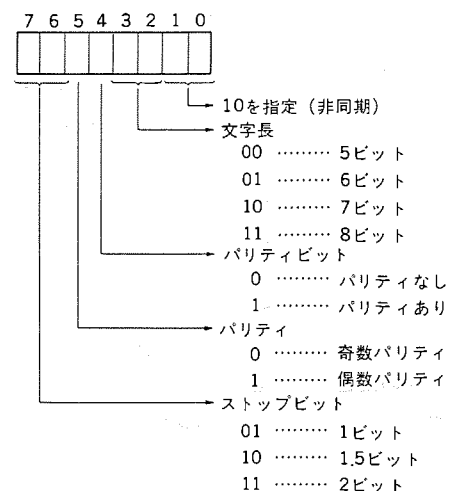 7 6 5 4 3 2 1 0
10を指定（非同期）
文字長
00 ……… 5ビット
01 ……… 6ビット
10 ……… 7ビット
11 ……… 8ビット
パリティビット
0 ……… パリティなし
1 ……… パリティあり
パリティ
0 ……… 奇数パリティ
1 ……… 偶数パリティ
ストップビット
01 ……… 1ビット
10 ……… 1.5ビット
11 ……… 2ビット